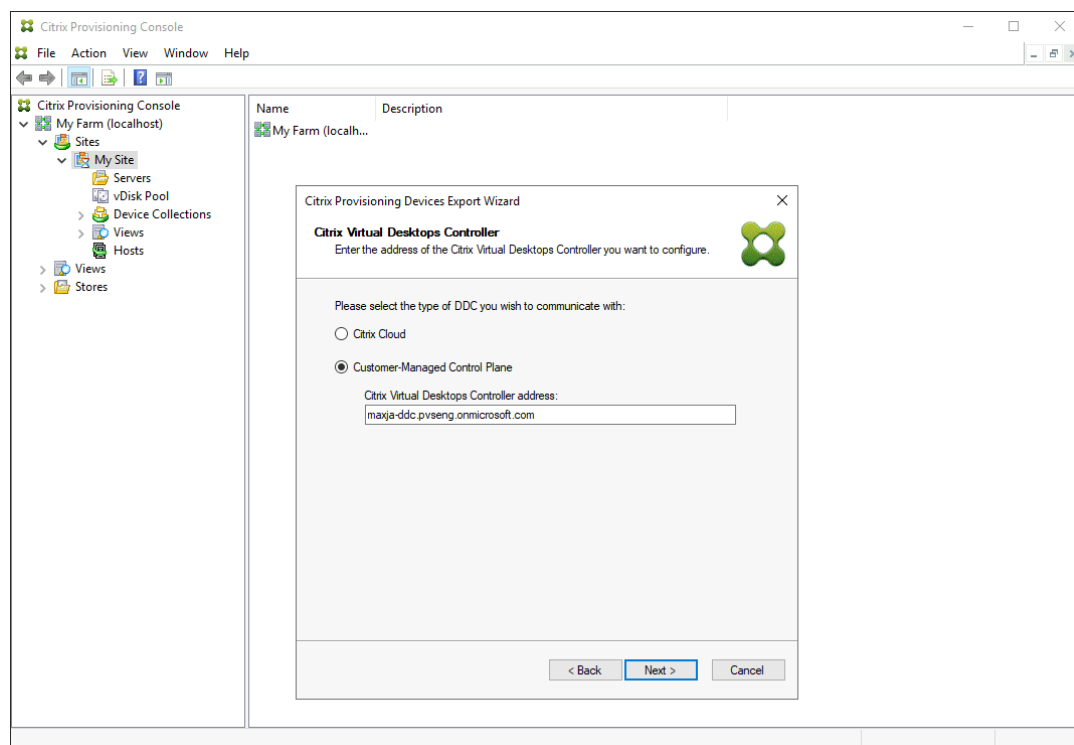 Citrix Provisioning Console
File Action View Window Help
Citrix Provisioning Console
My Farm (localhost)
Sites
My Site
Servers
vDisk Pool
Device Collections
Views
Hosts
Views
Stores
Name Description
My Farm (localh...
Citrix Provisioning Devices Export Wizard
Citrix Virtual Desktops Controller
Enter the address of the Citrix Virtual Desktops Controller you want to configure.
Please select the type of DDC you wish to communicate with:
Citrix Cloud
Customer-Managed Control Plane
Citrix Virtual Desktops Controller address:
maxja-ddc.pvseng.onmicrosoft.com
< Back Next > Cancel